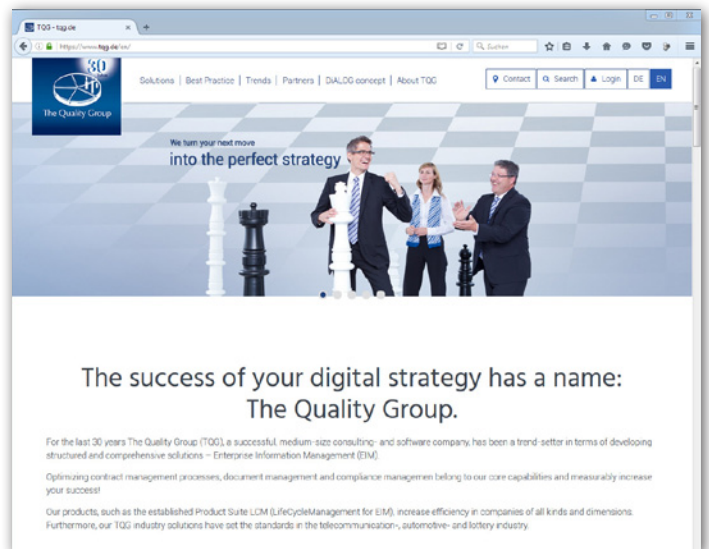 TQG - tqg.de
https://www.tqg.de/en/
Suchen
30
The Quality Group
Solutions | Best Practice | Trends | Partners | DiALOG concept | About TQG
Contact
Search
Login
DE
EN
We turn your next move
into the perfect strategy
The success of your digital strategy has a name:
The Quality Group.
For the last 30 years The Quality Group (TQG), a successful, medium-size consulting- and software company, has been a trend-setter in terms of developing
structured and comprehensive solutions – Enterprise Information Management (EIM).
Optimizing contract management processes, document management and compliance managemen belong to our core capabilities and measurably increase
your success!
Our products, such as the established Product Suite LCM (LifeCycleManagement for EIM), increase efficiency in companies of all kinds and dimensions.
Furthermore, our TQG industry solutions have set the standards in the telecommunication-, automotive- and lottery industry.